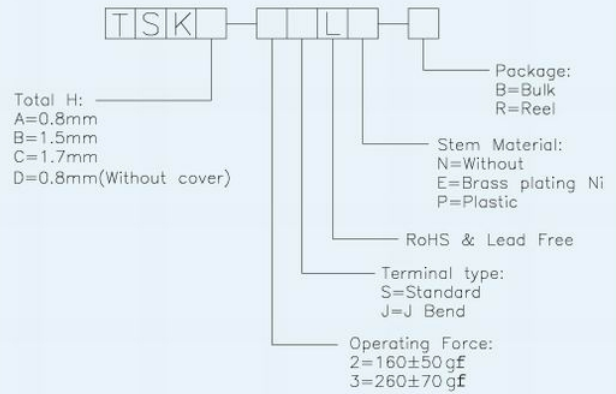 TSK - L -
Package:
B=Bulk
R=Reel
Total H:
A=0.8mm
B=1.5mm
C=1.7mm
D=0.8mm(Without cover)
Stem Material:
N=Without
E=Brass plating Ni
P=Plastic
RoHS & Lead Free
Terminal type:
S=Standard
J=J Bend
Operating Force:
2=160±50gf
3=260±70gf